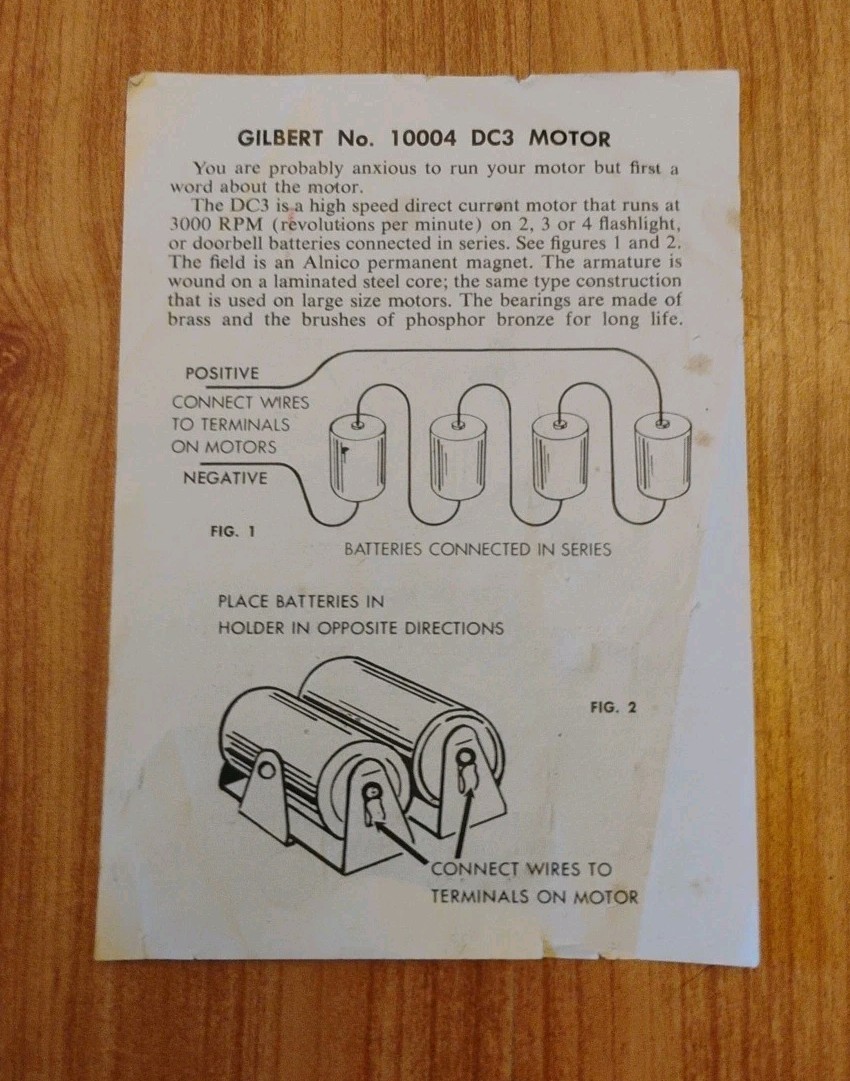 GILBERT No. 10004 DC3 MOTOR
You are probably anxious to run your motor but first a
word about the motor.
The DC3 is a high speed direct current motor that runs at
3000 RPM (revolutions per minute) on 2, 3 or 4 flashlight,
or doorbell batteries connected in series. See figures 1 and 2.
The field is an Alnico permanent magnet. The armature is
wound on a laminated steel core; the same type construction
that is used on large size motors. The bearings are made of
brass and the brushes of phosphor bronze for long life.
POSITIVE
CONNECT WIRES
TO TERMINALS
ON MOTORS
NEGATIVE
FIG. 1
BATTERIES CONNECTED IN SERIES
PLACE BATTERIES IN
HOLDER IN OPPOSITE DIRECTIONS
FIG. 2
CONNECT WIRES TO
TERMINALS ON MOTOR